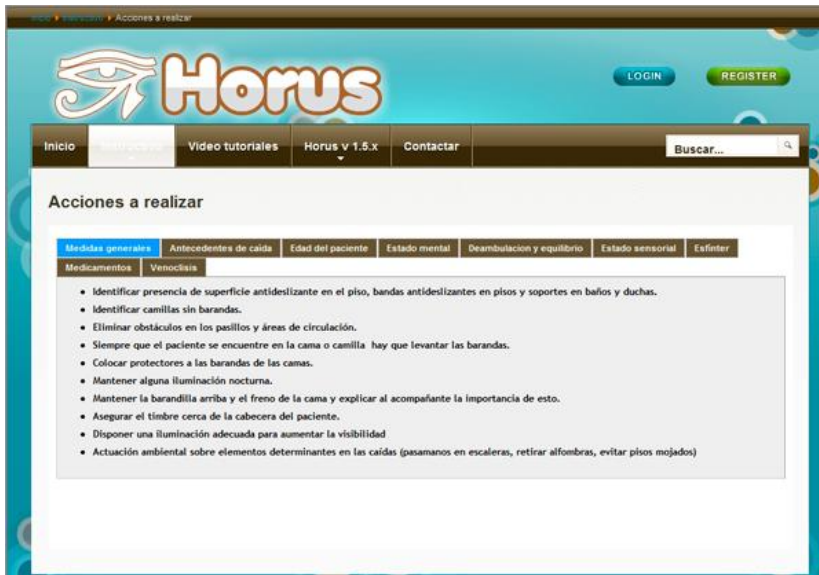 Inicio Acciones a realizar
Horus
LOGIN REGISTER
Inicio Video tutoriales Horus v 1.5.x Contactar Buscar...
Acciones a realizar
Medidas generales Antecedentes de caida Edad del paciente Estado mental Deambulacion y equilibrio Estado sensorial Esfinter
Medicamentos Venoclisis
Identificar presencia de superficie antideslizante en el piso, bandas antideslizantes en pisos y soportes en baños y duchas.
Identificar camillas sin barandas.
Eliminar obstáculos en los pasillos y áreas de circulación.
Siempre que el paciente se encuentre en la cama o camilla hay que levantar las barandas.
Colocar protectores a las barandas de las camas.
Mantener alguna iluminación nocturna.
Mantener la barandilla arriba y el freno de la cama y explicar al acompañante la importancia de esto.
Asegurar el timbre cerca de la cabecera del paciente.
Disponer una iluminación adecuada para aumentar la visibilidad
Actuación ambiental sobre elementos determinantes en las caídas (pasamanos en escaleras, retirar alfombras, evitar pisos mojados)